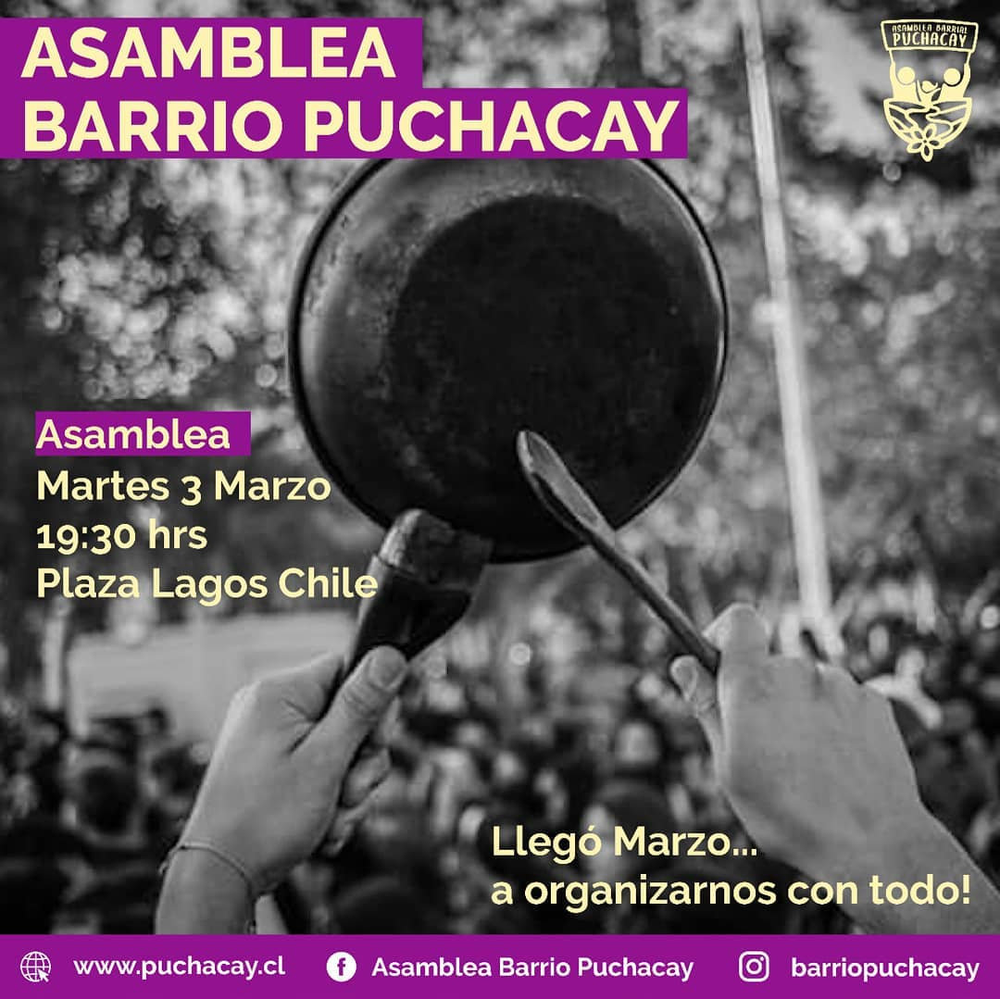 ASAMBLEA
BARRIO PUCHACAY
ASAMBLEA BARRIAL
PUCHACAY
Asamblea
Martes 3 Marzo
19:30 hrs
Plaza Lagos Chile
Llegó Marzo...
a organizarnos con todo!
www.puchacay.cl
Asamblea Barrio Puchacay
barriopuchacay